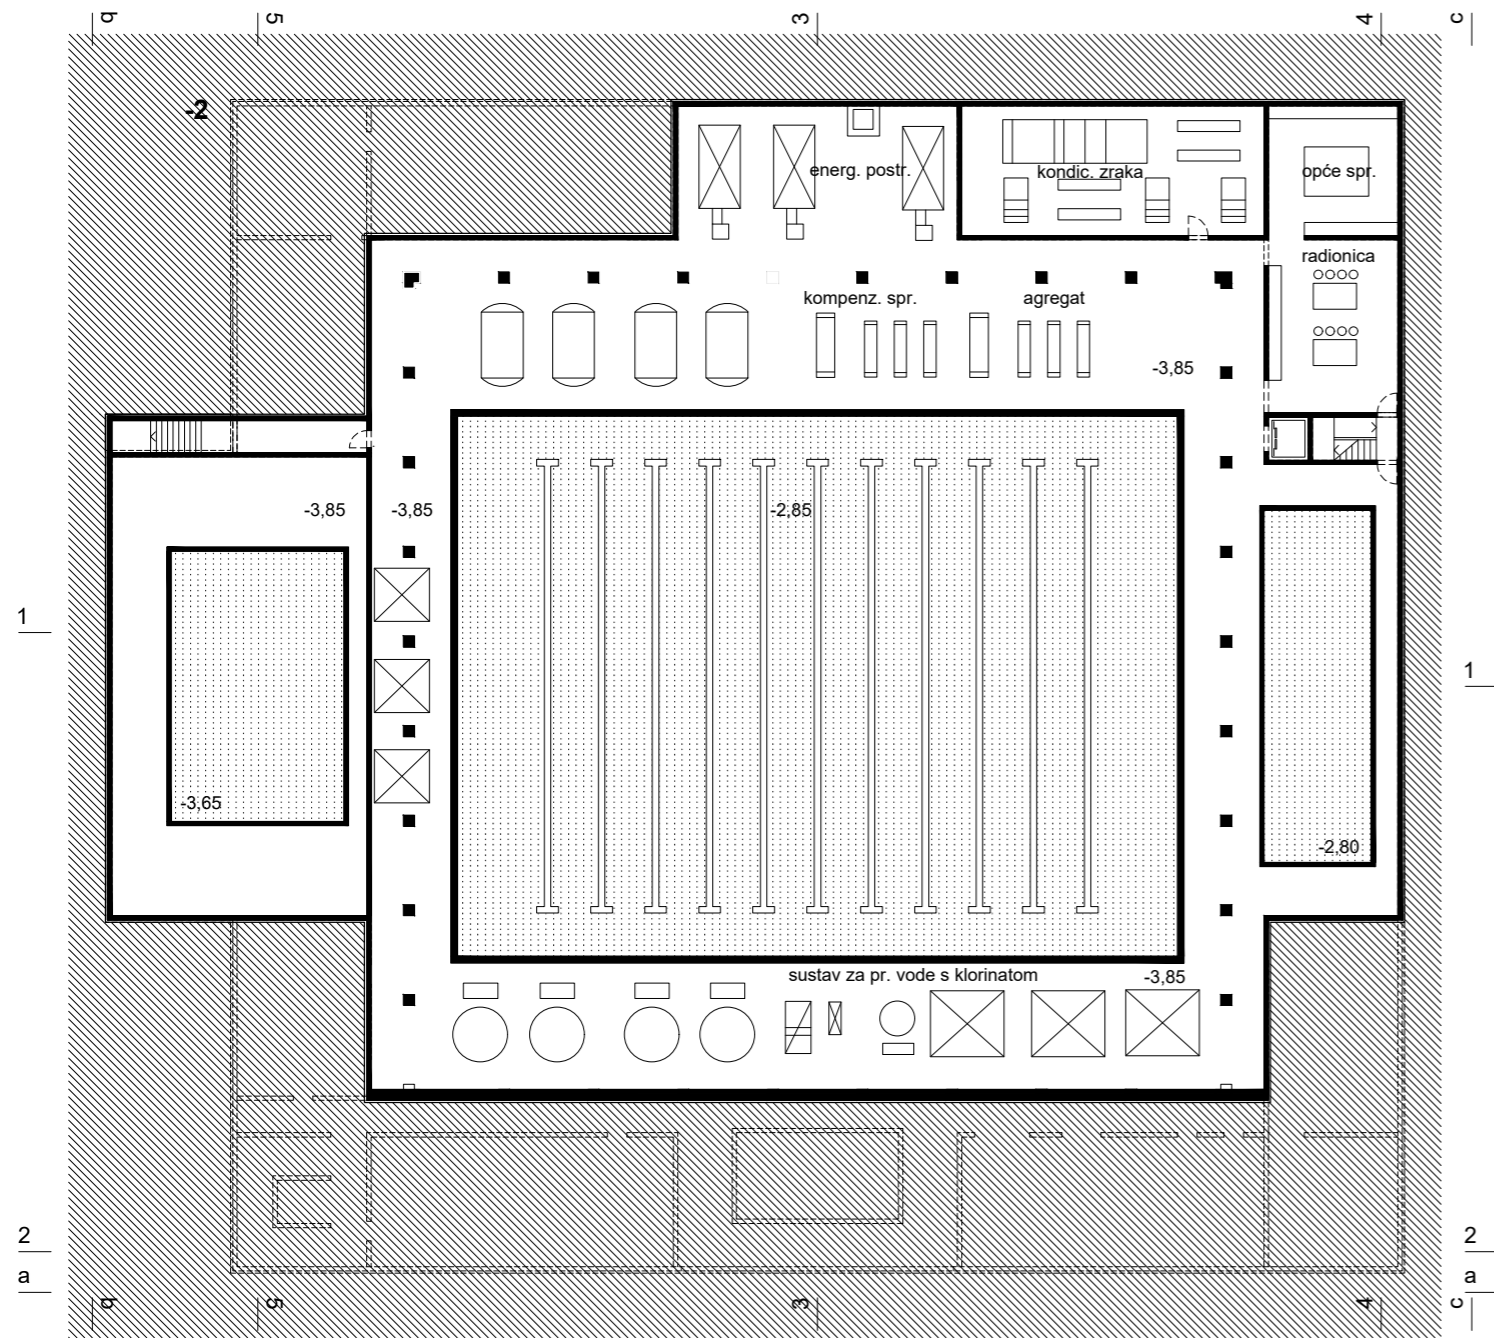 b 5 3 4 c
-2
energ. postr.
kondic. zraka
opće spr.
radionica
kompenz. spr.
agregat
-3,85
-3,85
-3,85
-2,85
1
1
-3,65
-2,80
sustav za pr. vode s klorinatom
-3,85
2
2
a
a
b 5 3 4 c